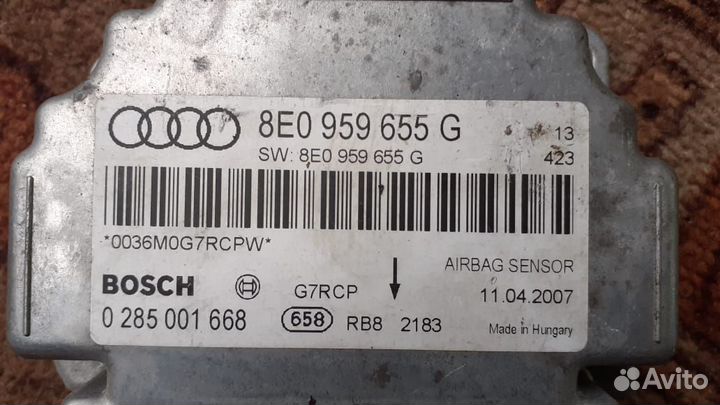 8E0 959 655 G 13
SW: 8E0 959 655 G 423
*0036M0G7RCPW*
AIRBAG SENSOR
BOSCH G7RCP 11.04.2007
0 285 001 668 658 RB8 2183 Made in Hungary
Avito